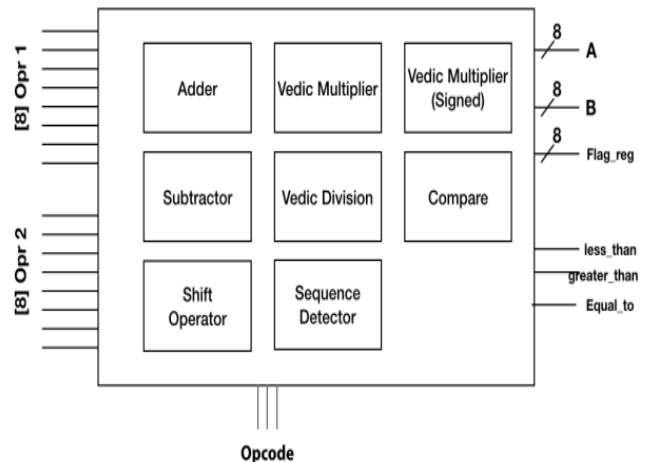 [8] Opr 1
[8] Opr 2
Adder
Vedic Multiplier
Vedic Multiplier
(Signed)
Subtractor
Vedic Division
Compare
Shift
Operator
Sequence
Detector
8
A
8
B
8
Flag_reg
less_than
greater_than
Equal_to
Opcode